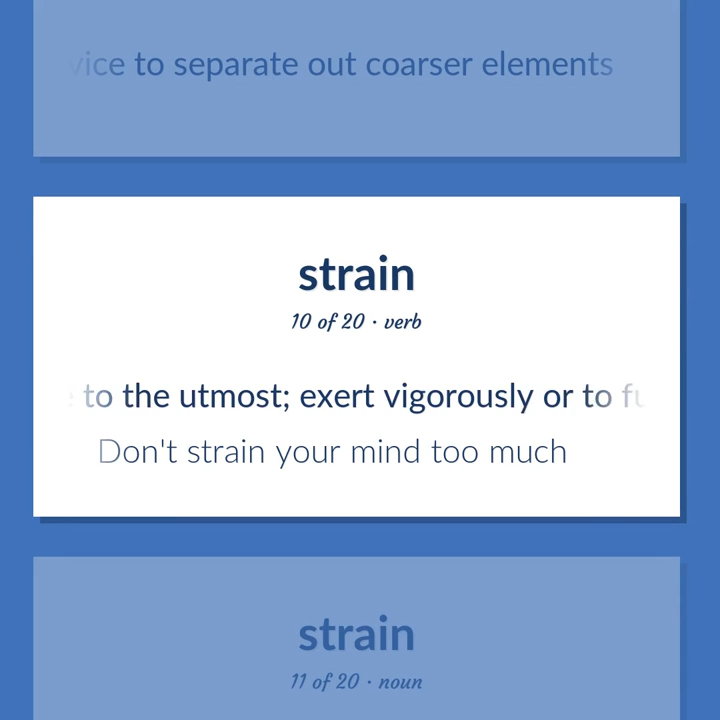 to separate out coarser elements
strain
10 of 20 · verb
to the utmost; exert vigorously or to
Don't strain your mind too much
strain
11 of 20 · noun